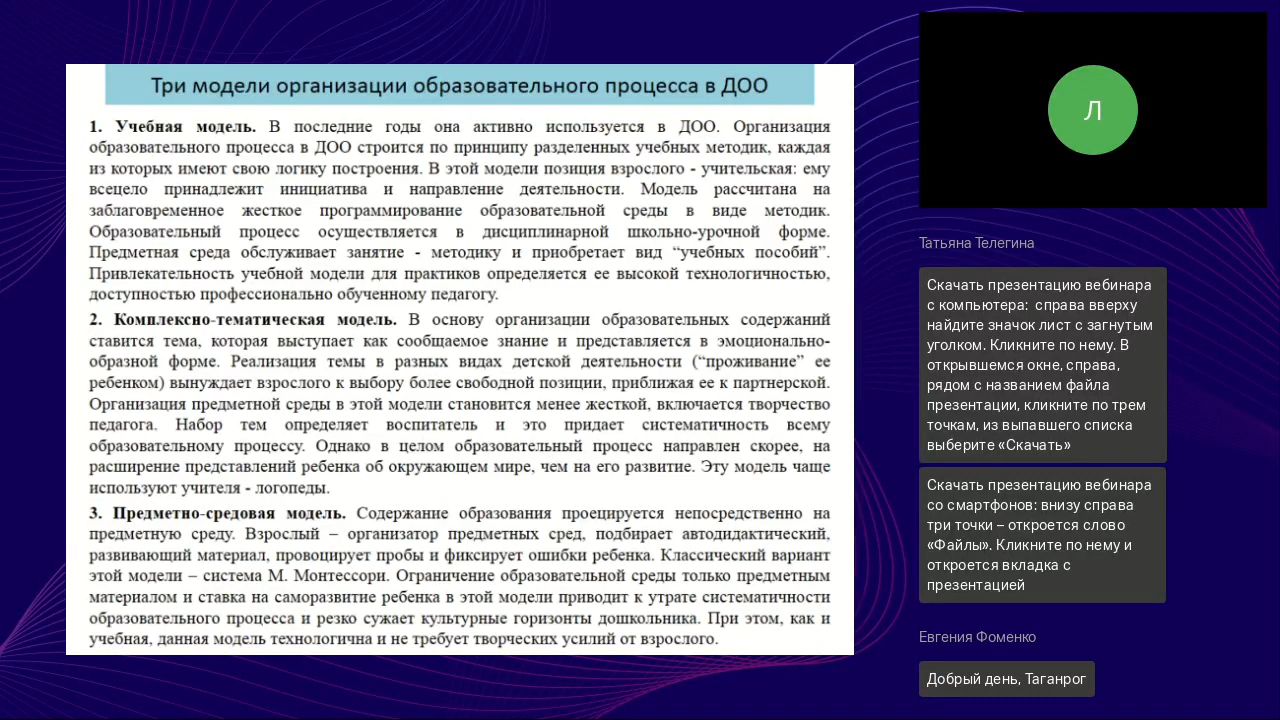 Три модели организации образовательного процесса в ДОО
1. Учебная модель. В последние годы она активно используется в ДОО. Организация
образовательного процесса в ДОО строится по принципу разделенных учебных методик, каждая
из которых имеют свою логику построения. В этой модели позиция взрослого - учительская: ему
всецело принадлежит инициатива и направление деятельности. Модель рассчитана на
заблаговременное жесткое программирование образовательной среды в виде методик.
Образовательный процесс осуществляется в дисциплинарной школьно-урочной форме.
Предметная среда обслуживает занятие - методику и приобретает вид “учебных пособий”.
Привлекательность учебной модели для практиков определяется ее высокой технологичностью,
доступностью профессионально обученному педагогу.
2. Комплексно-тематическая модель. В основу организации образовательных содержаний
ставится тема, которая выступает как сообщаемое знание и представляется в эмоционально-
образной форме. Реализация темы в разных видах детской деятельности (“проживание” ее
ребенком) вынуждает взрослого к выбору более свободной позиции, приближая ее к партнерской.
Организация предметной среды в этой модели становится менее жесткой, включается творчество
педагога. Набор тем определяет воспитатель и это придает систематичность всему
образовательному процессу. Однако в целом образовательный процесс направлен скорее, на
расширение представлений ребенка об окружающем мире, чем на его развитие. Эту модель чаще
используют учителя - логопеды.
3. Предметно-средовая модель. Содержание образования проецируется непосредственно на
предметную среду. Взрослый – организатор предметных сред, подбирает автодидактический,
развивающий материал, провоцирует пробы и фиксирует ошибки ребенка. Классический вариант
этой модели – система М. Монтессори. Ограничение образовательной среды только предметным
материалом и ставка на саморазвитие ребенка в этой модели приводит к утрате систематичности
образовательного процесса и резко сужает культурные горизонты дошкольника. При этом, как и
учебная, данная модель технологична и не требует творческих усилий от взрослого.
Л
Татьяна Телегина
Скачать презентацию вебинара
с компьютера: справа вверху
найдите значок лист с загнутым
уголком. Кликните по нему. В
открывшемся окне, справа,
рядом с названием файла
презентации, кликните по трем
точкам, из выпавшего списка
выберите «Скачать»
Скачать презентацию вебинара
со смартфонов: внизу справа
три точки – откроется слово
«Файлы». Кликните по нему и
откроется вкладка с
презентацией
Евгения Фоменко
Добрый день, Таганрог